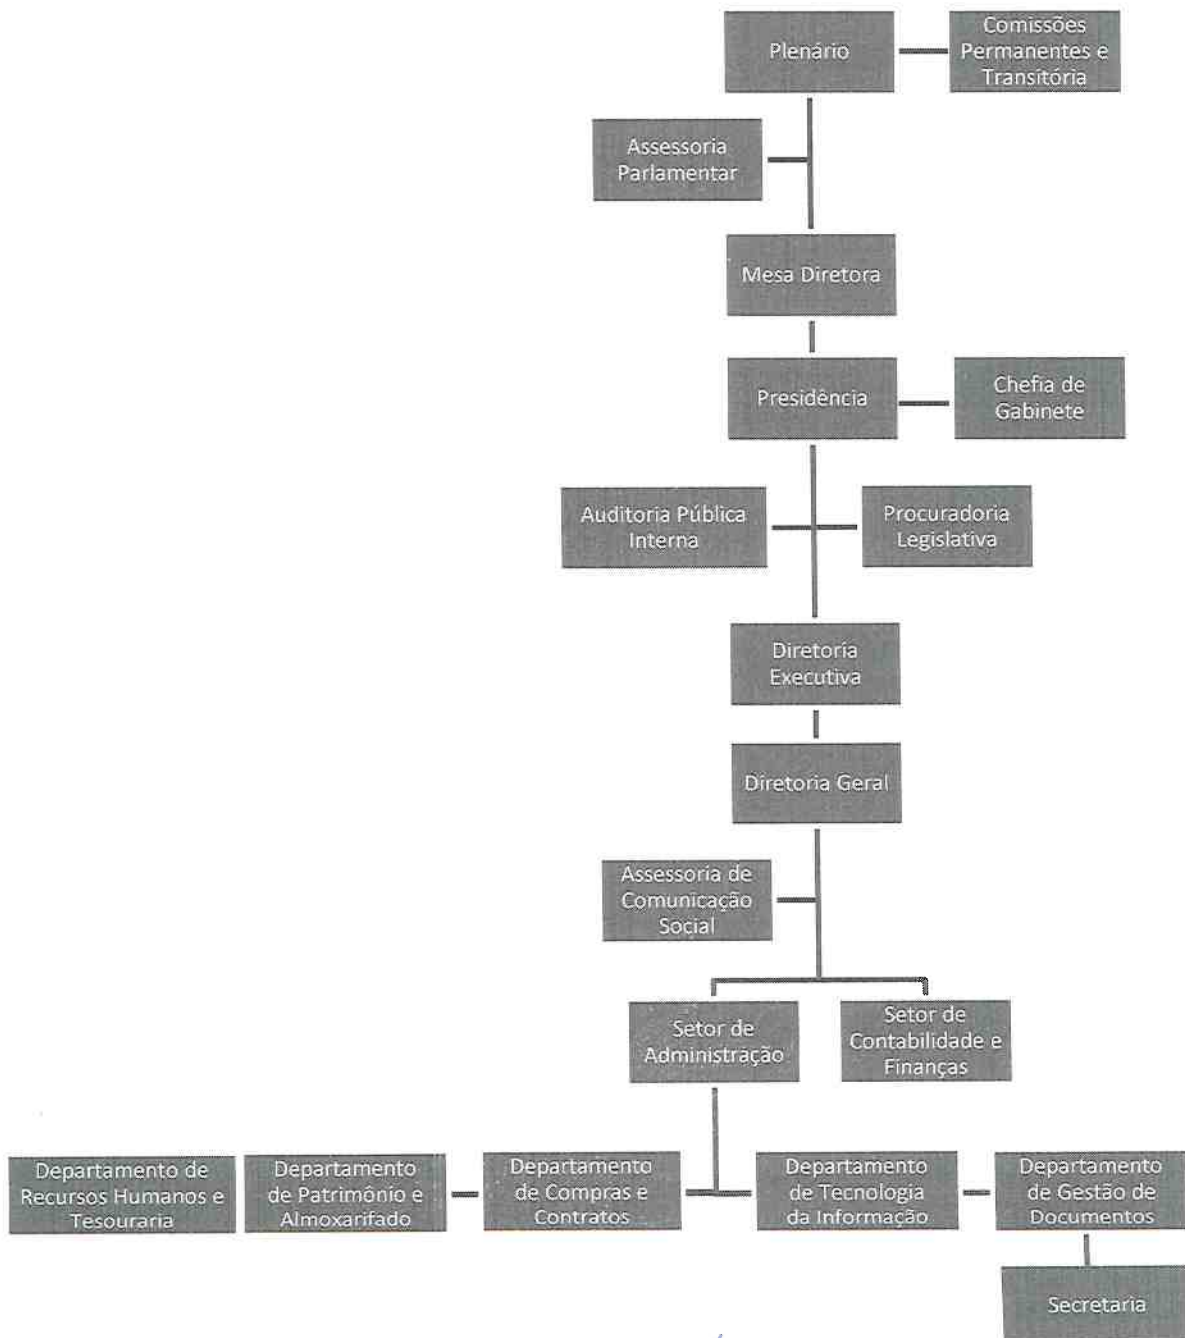 Plenário
Comissões
Permanentes e
Transitória
Assessoria
Parlamentar
Mesa Diretora
Presidência
Chefia de
Gabinete
Auditoria Pública
Interna
Procuradoria
Legislativa
Diretoria
Executiva
Diretoria Geral
Assessoria de
Comunicação
Social
Setor de
Administração
Setor de
Contabilidade e
Finanças
Departamento de
Recursos Humanos e
Tesouraria
Departamento
de Patrimônio e
Almoxarifado
Departamento
de Compras e
Contratos
Departamento
de Tecnologia
da Informação
Departamento
de Gestão de
Documentos
Secretaria